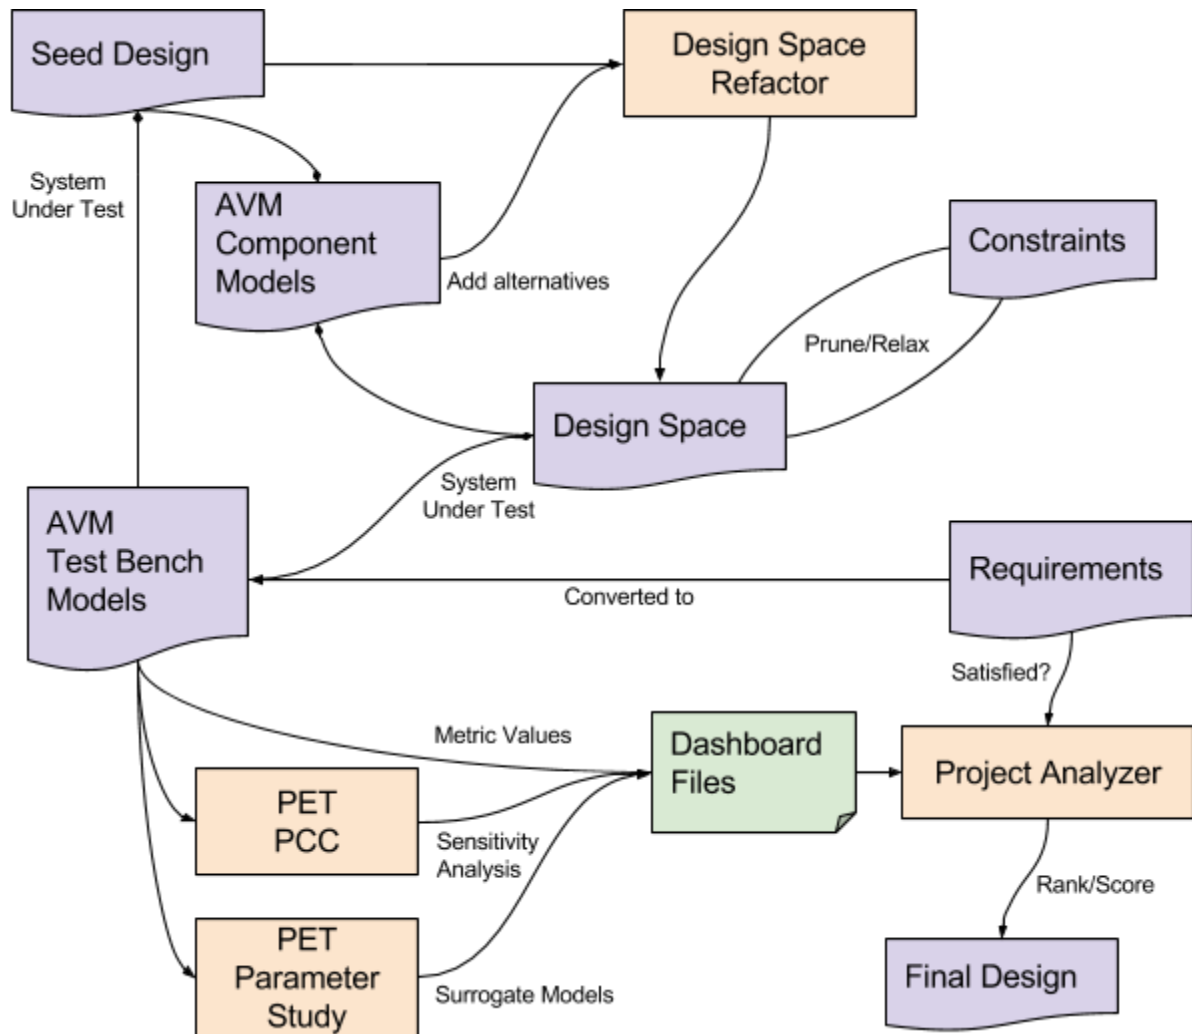 Seed Design
Design Space
Refactor
System
Under Test
AVM
Component
Models
Add alternatives
Constraints
Prune/Relax
Design Space
System
Under Test
AVM
Test Bench
Models
Requirements
Converted to
Satisfied?
Metric Values
Dashboard
Files
Project Analyzer
PET
PCC
Sensitivity
Analysis
Rank/Score
PET
Parameter
Study
Surrogate Models
Final Design